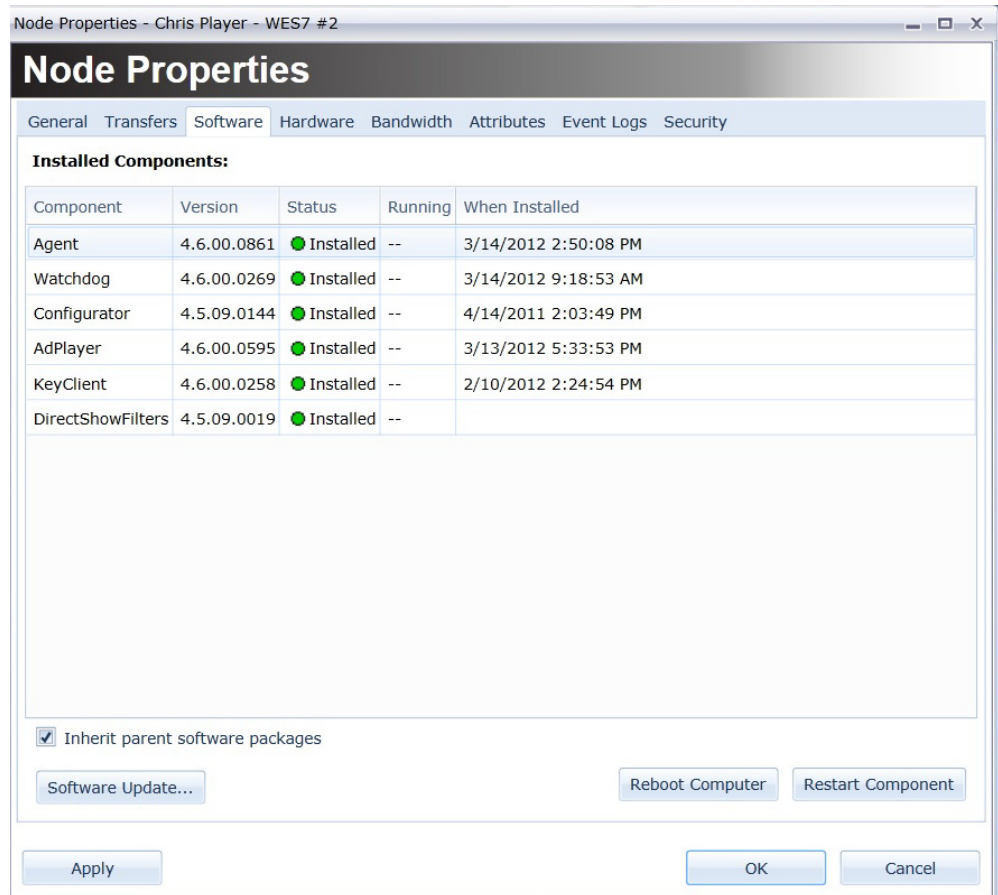 Node Properties - Chris Player - WES7 #2
Node Properties
General Transfers Software Hardware Bandwidth Attributes Event Logs Security
Installed Components:
Component Version Status Running When Installed
Agent 4.6.00.0861 Installed -- 3/14/2012 2:50:08 PM
Watchdog 4.6.00.0269 Installed -- 3/14/2012 9:18:53 AM
Configurator 4.5.09.0144 Installed -- 4/14/2011 2:03:49 PM
AdPlayer 4.6.00.0595 Installed -- 3/13/2012 5:33:53 PM
KeyClient 4.6.00.0258 Installed -- 2/10/2012 2:24:54 PM
DirectShowFilters 4.5.09.0019 Installed --
Inherit parent software packages
Software Update... Reboot Computer Restart Component
Apply OK Cancel